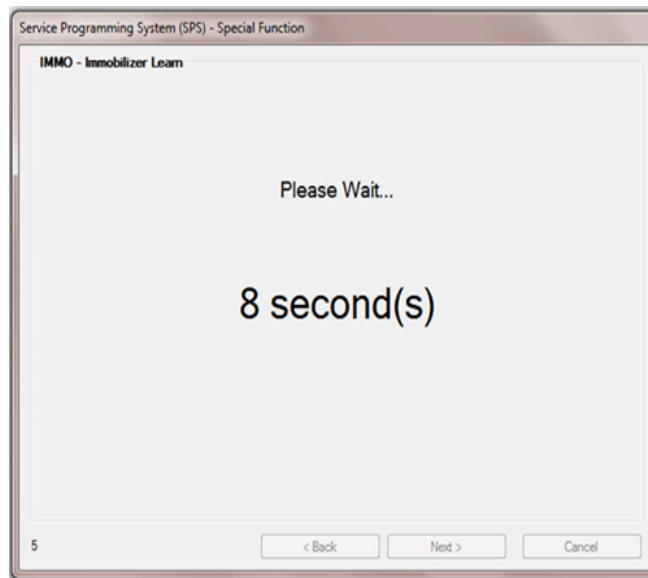 Service Programming System (SPS) - Special Function
IMMO - Immobilizer Learn
Please Wait...
8 second(s)
5
< Back
Next >
Cancel